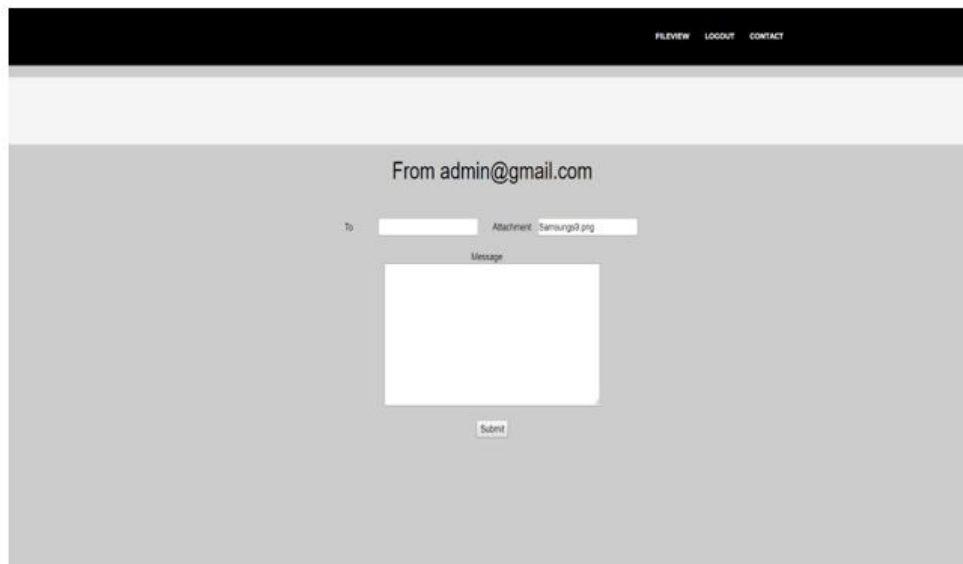 FILEVIEW LOGOUT CONTACT
From admin@gmail.com
To Attachment Samsungs9.png
Message
Submit